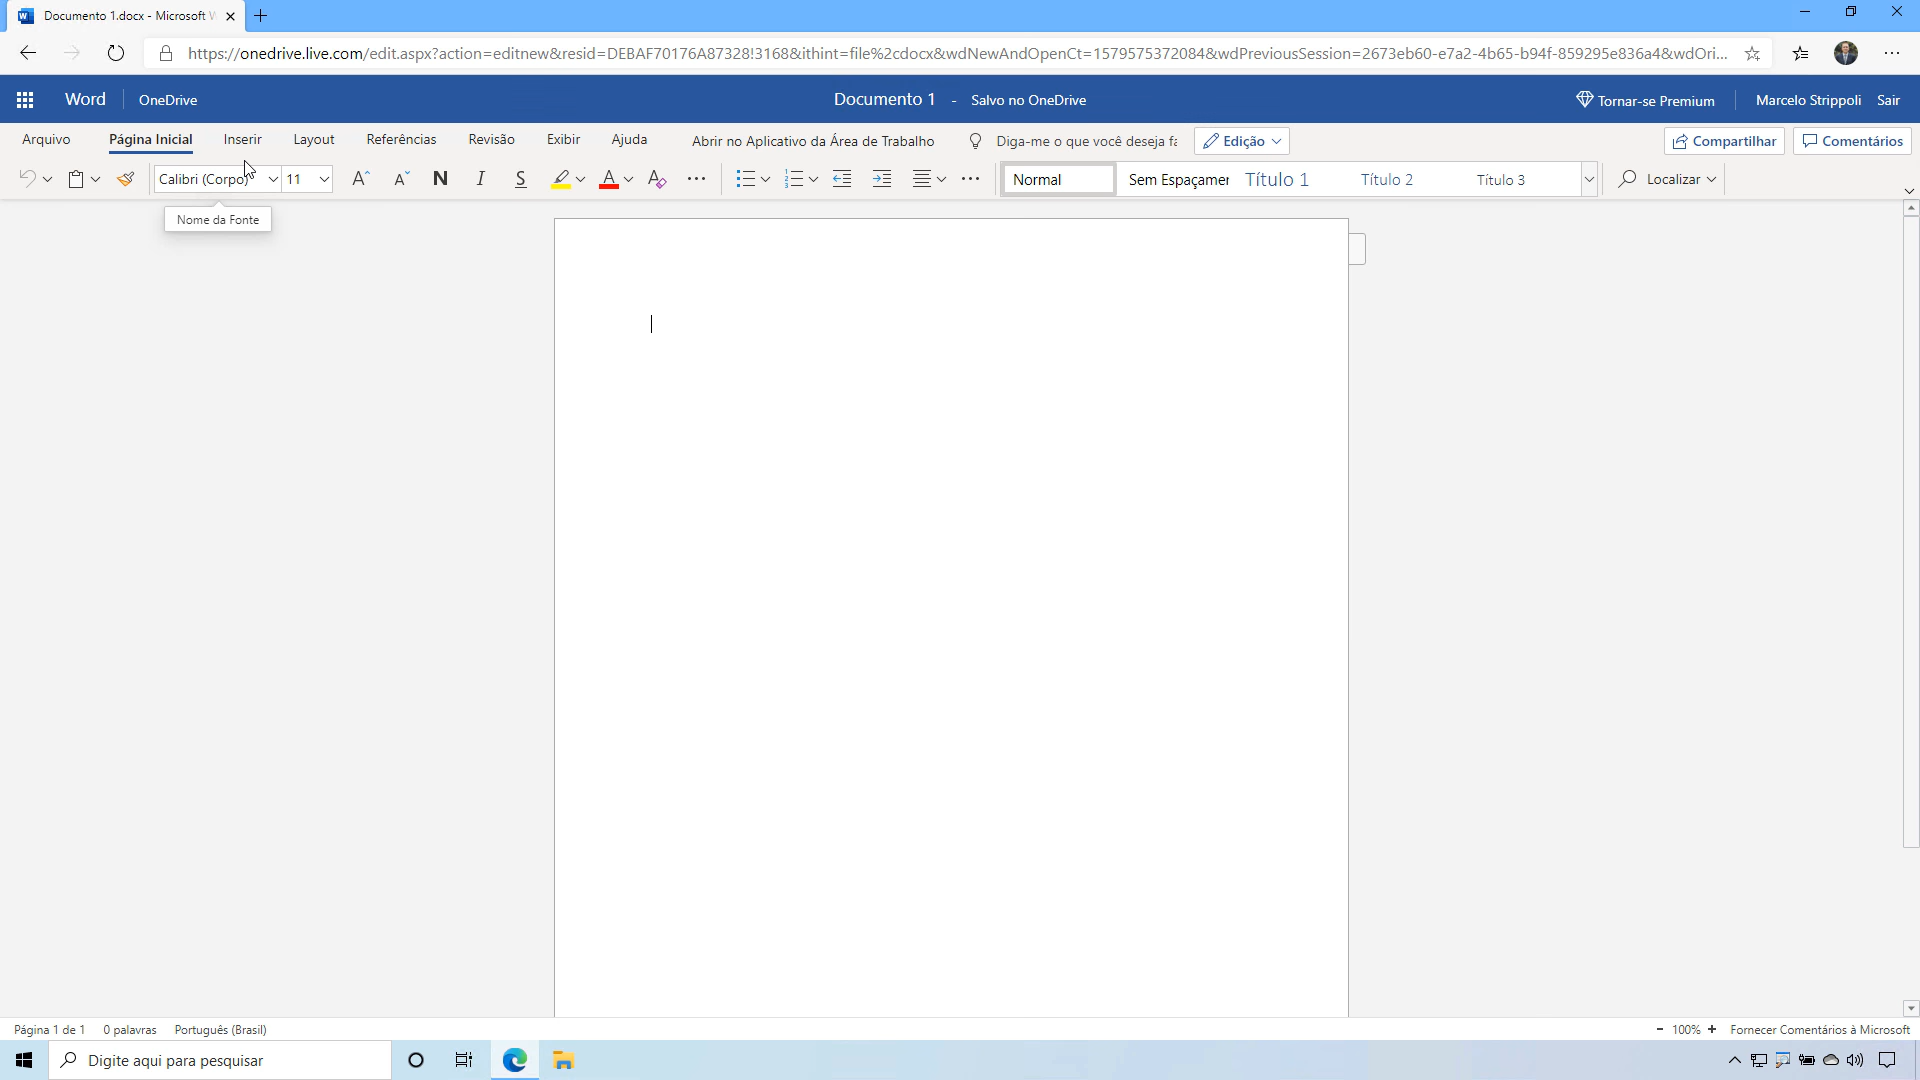 Documento 1.docx - Microsoft W
https://onedrive.live.com/edit.aspx?action=editnew&resid=DEBAF70176A87328!3168&ithint=file%2cdocx&wdNewAndOpenCt=1579575372084&wdPreviousSession=2673eb60-e7a2-4b65-b94f-859295e836a4&wdOri...
Word OneDrive Documento 1 - Salvo no OneDrive Tornar-se Premium Marcelo Strippoli Sair
Arquivo Página Inicial Inserir Layout Referências Revisão Exibir Ajuda Abrir no Aplicativo da Área de Trabalho Diga-me o que você deseja fa Edição Compartilhar Comentários
Calibri (Corpo) 11 A A N I S A A Normal Sem Espaçamen Título 1 Título 2 Título 3 Localizar
Nome da Fonte
Página 1 de 1 0 palavras Português (Brasil) - 100% + Fornecer Comentários à Microsoft
Digite aqui para pesquisar